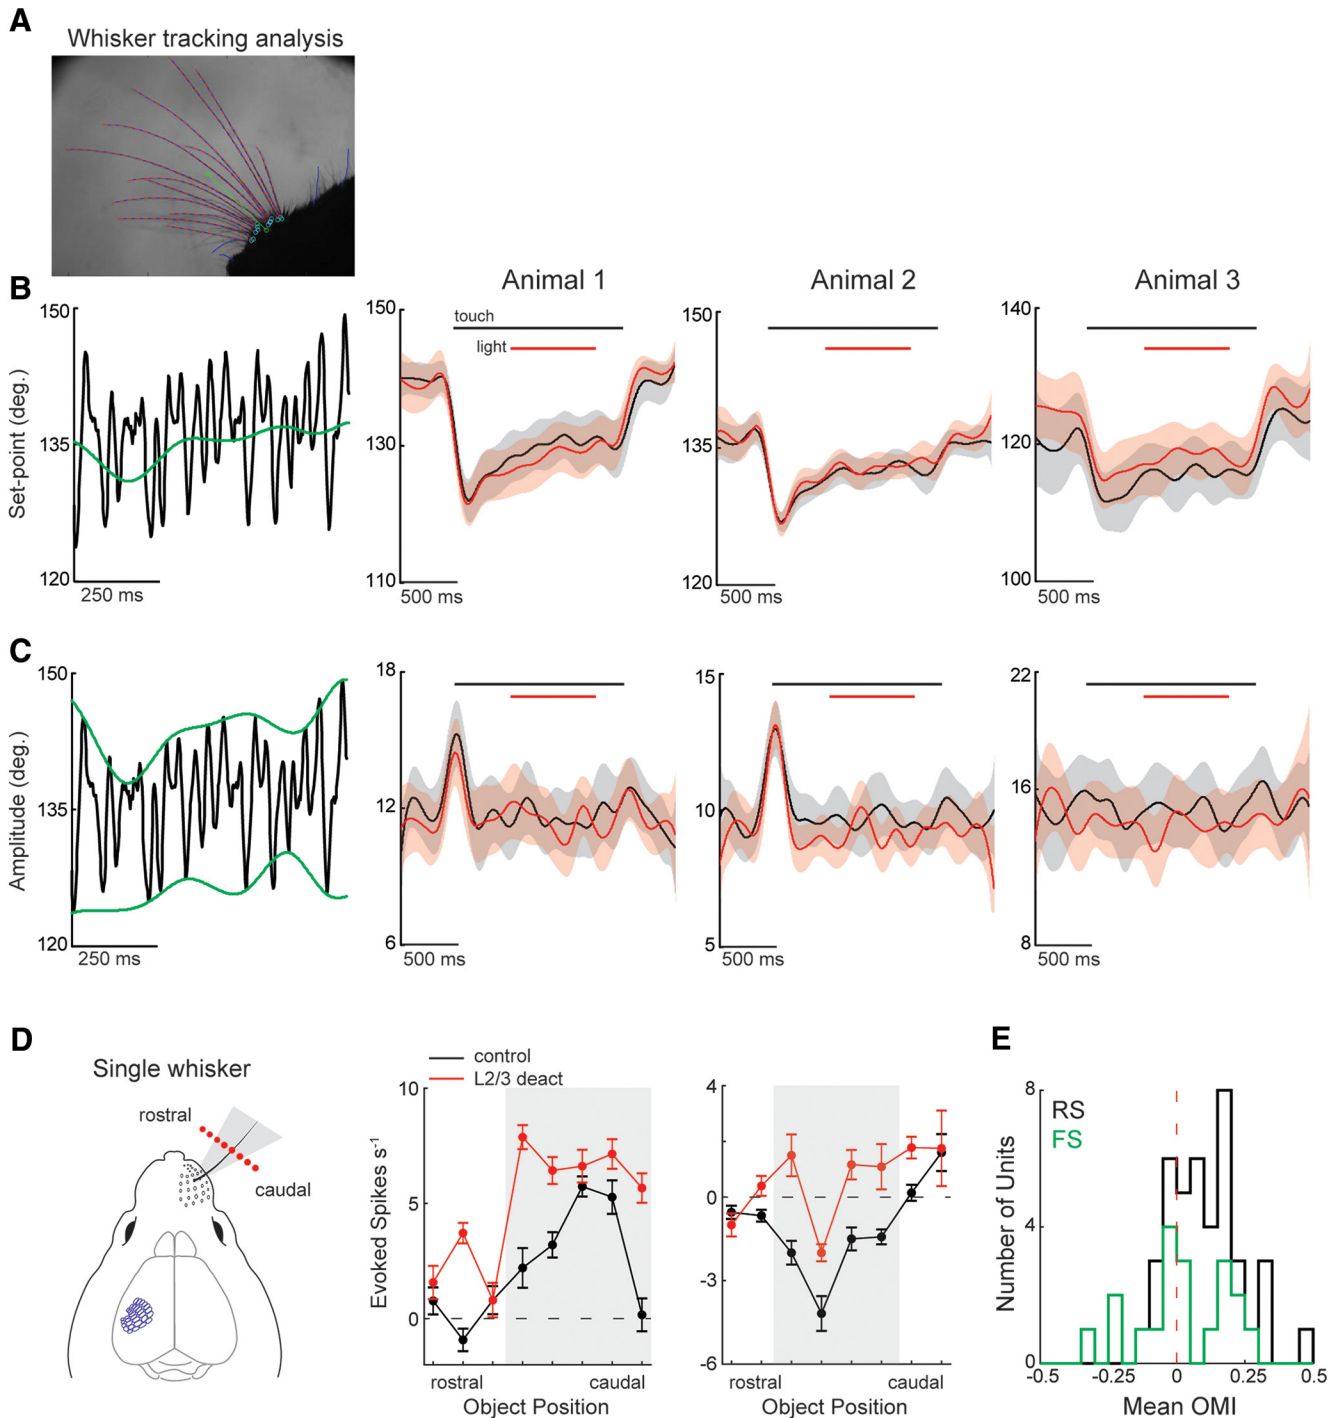 A
Whisker tracking analysis
B
Animal 1
Animal 2
Animal 3
Set-point (deg.)
150
135
120
250 ms
150
130
110
touch
light
500 ms
150
135
120
500 ms
140
120
100
500 ms
C
Amplitude (deg.)
150
135
120
250 ms
18
12
6
500 ms
15
10
5
500 ms
22
16
8
500 ms
D
Single whisker
rostral
caudal
control
L2/3 deact
Evoked Spikes s-1
10
5
0
rostral caudal
Object Position
4
0
-3
-6
rostral caudal
Object Position
E
RS
FS
Number of Units
8
4
0
-0.5 -0.25 0 0.25 0.5
Mean OMI